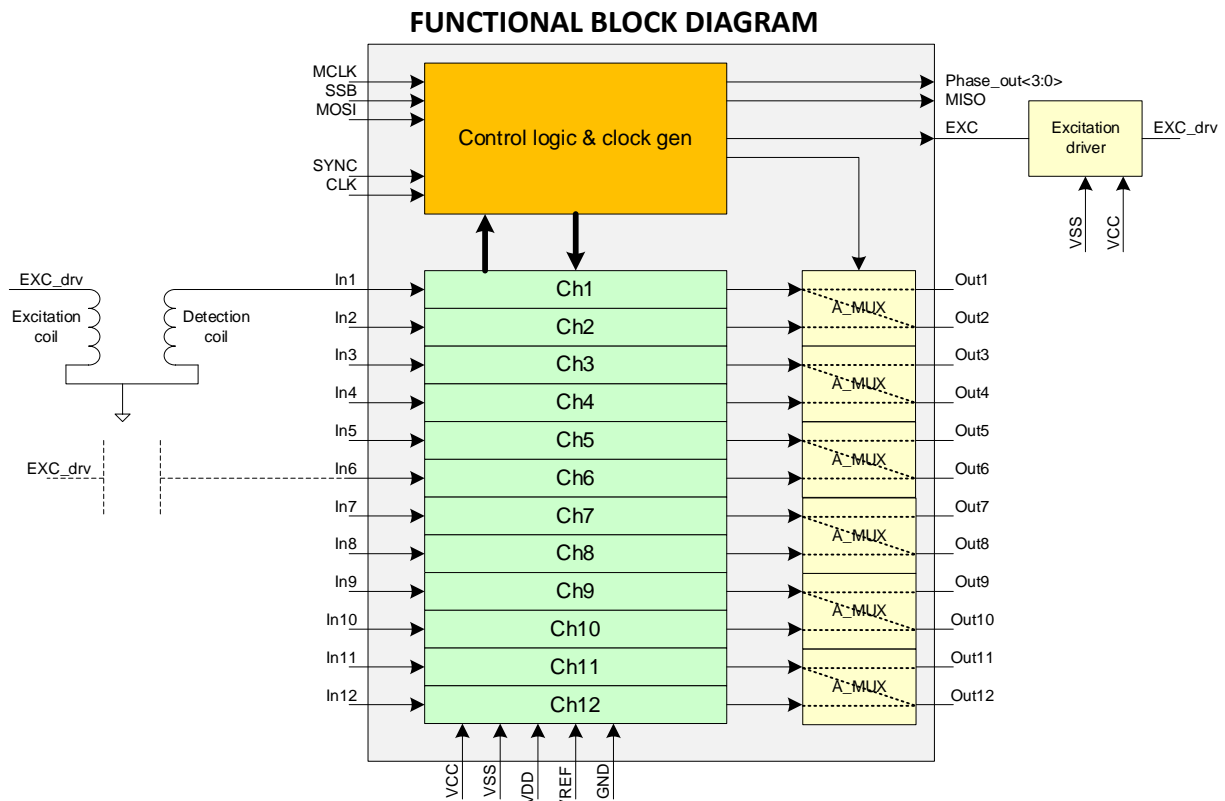 FUNCTIONAL BLOCK DIAGRAM
MCLK
SSB
MOSI
SYNC
CLK
Control logic & clock gen
Phase_out<3:0>
MISO
EXC
Excitation
driver
EXC_drv
VSS
VCC
EXC_drv
Excitation
coil
Detection
coil
EXC_drv
In1
Ch1
Out1
A_MUX
In2
Ch2
Out2
In3
Ch3
Out3
A_MUX
In4
Ch4
Out4
In5
Ch5
Out5
A_MUX
In6
Ch6
Out6
In7
Ch7
Out7
A_MUX
In8
Ch8
Out8
In9
Ch9
Out9
A_MUX
In10
Ch10
Out10
In11
Ch11
Out11
A_MUX
In12
Ch12
Out12
VCC
VSS
VDD
VREF
GND